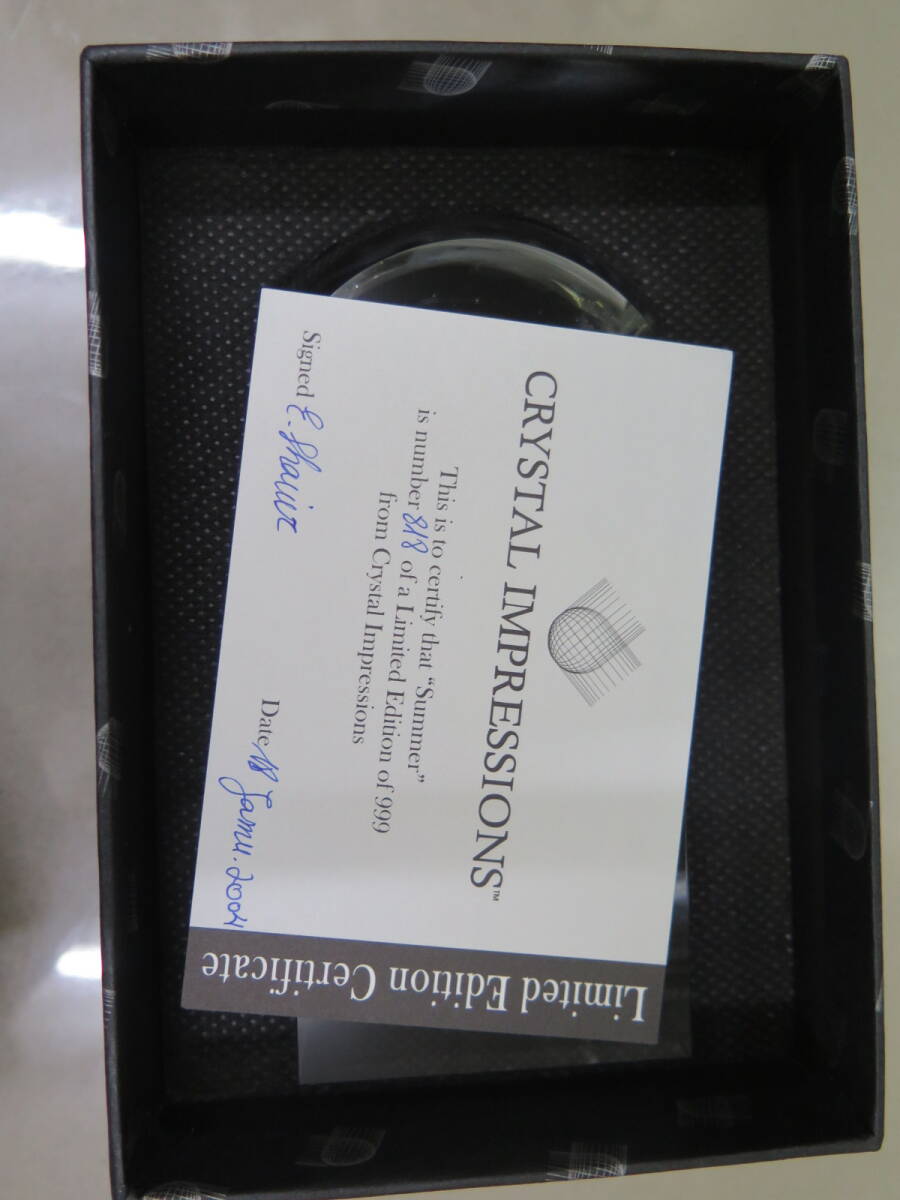 CRYSTAL IMPRESSIONS™
This is to certify that “Summer”
is number 818 of a Limited Edition of 999
from Crystal Impressions
Signed E.
Date 2004
Limited Edition Certificate